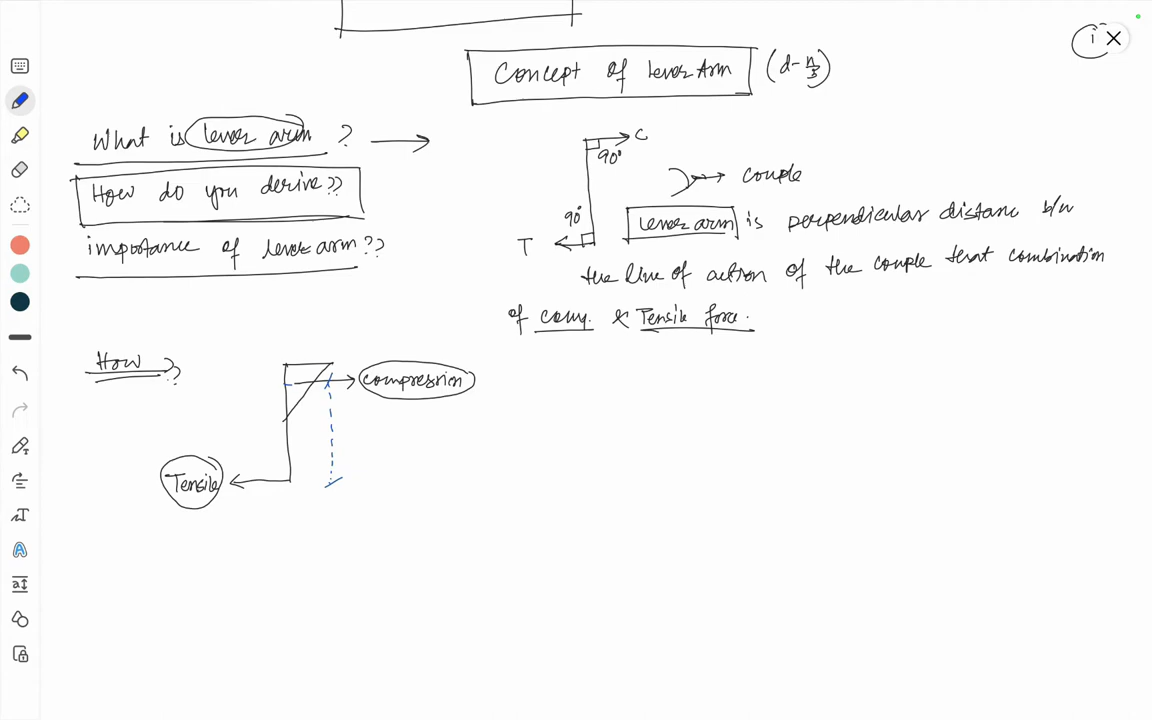 Concept of lever Arm (d-n/3)
What is lever arm ?
C
90°
couple
How do you derive??
90°
T
lever arm is perpendicular distanc b/w
importance of lever arm ??
the line of action of the couple that combination
of comp. & Tensile force.
How ??
compression
Tensile